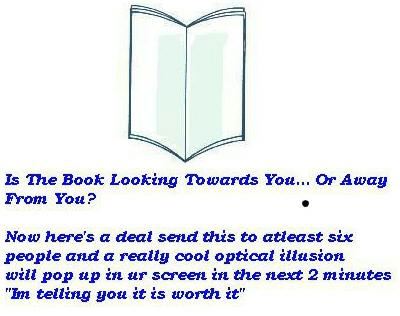 Is The Book Looking Towards You... Or Away
From You?
Now here's a deal send this to atleast six
people and a really cool optical illusion
will pop up in ur screen in the next 2 minutes
"Im telling you it is worth it"